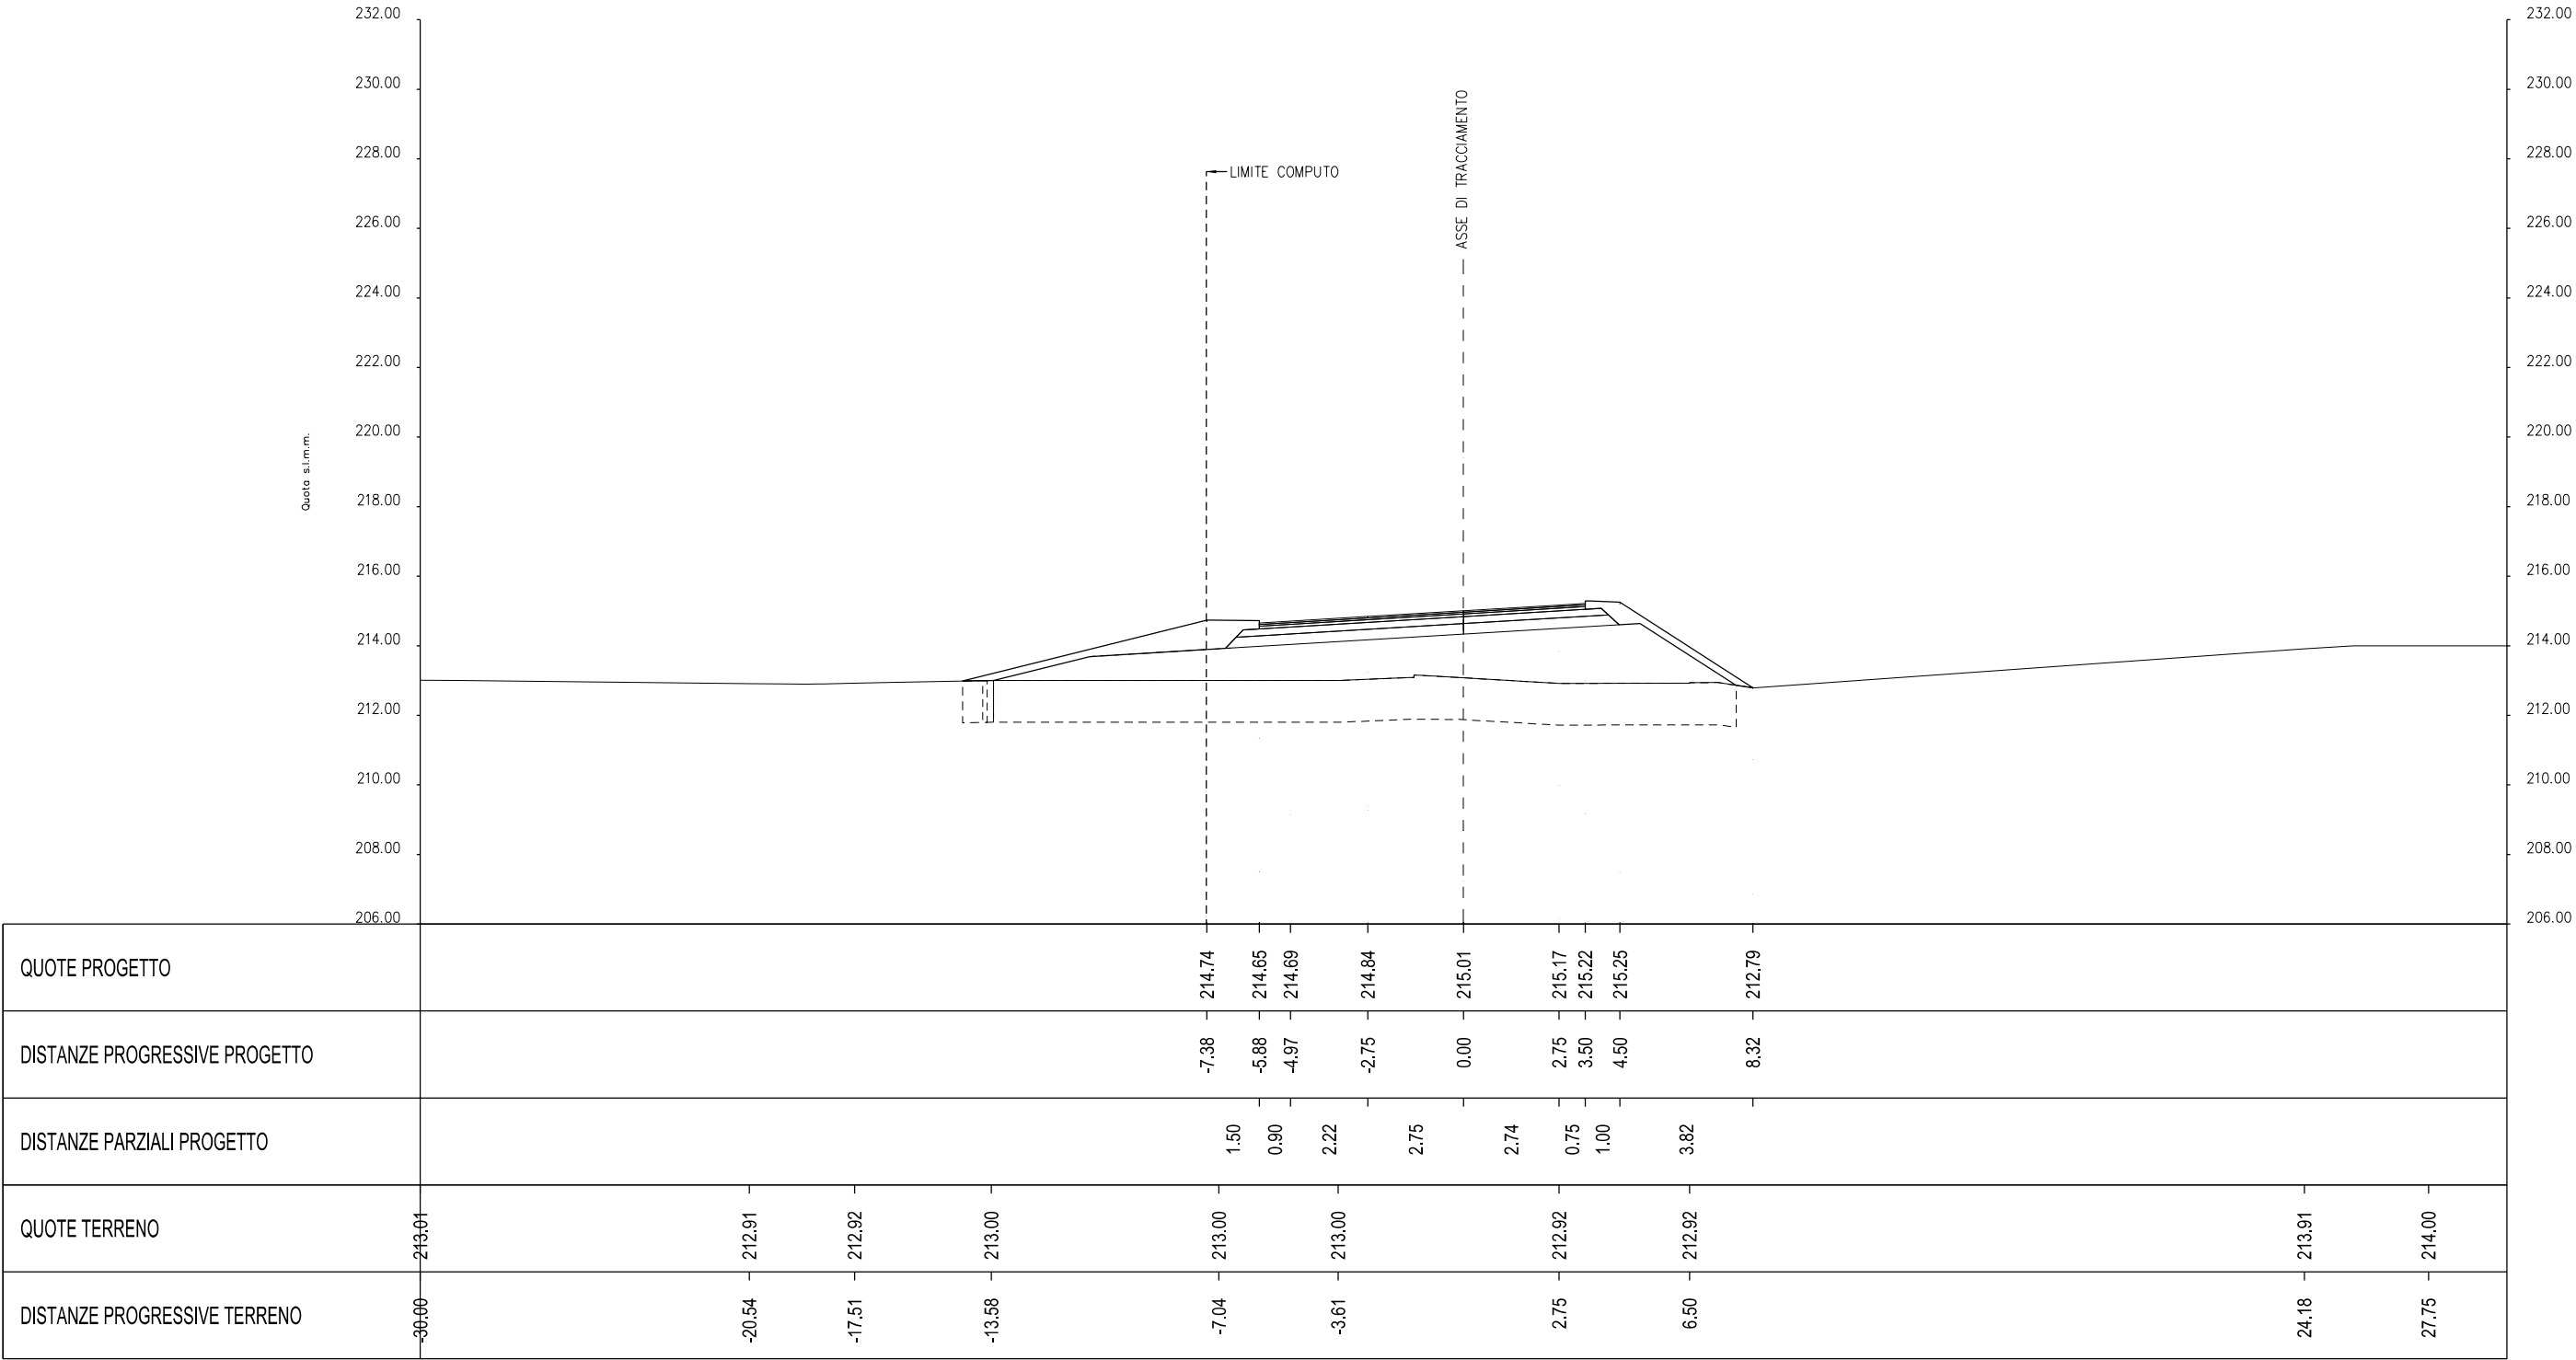 232.00 232.00
230.00 230.00
228.00 228.00
226.00 226.00
224.00 224.00
222.00 222.00
220.00 220.00
218.00 218.00
216.00 216.00
214.00 214.00
212.00 212.00
210.00 210.00
208.00 208.00
206.00 206.00
Quota s.l.m.m.
LIMITE COMPUTO
ASSE DI TRACCIAMENTO
QUOTE PROGETTO 214.74 214.65 214.69 214.84 215.01 215.17 215.22 215.25 212.79
DISTANZE PROGRESSIVE PROGETTO -7.38 -5.88 -4.97 -2.75 0.00 2.75 3.50 4.50 8.32
DISTANZE PARZIALI PROGETTO 1.50 0.90 2.22 2.75 2.74 0.75 1.00 3.82
QUOTE TERRENO 213.01 212.91 212.92 213.00 213.00 213.00 212.92 212.92 213.91 214.00
DISTANZE PROGRESSIVE TERRENO -30.00 -20.54 -17.51 -13.58 -7.04 -3.61 2.75 6.50 24.18 27.75